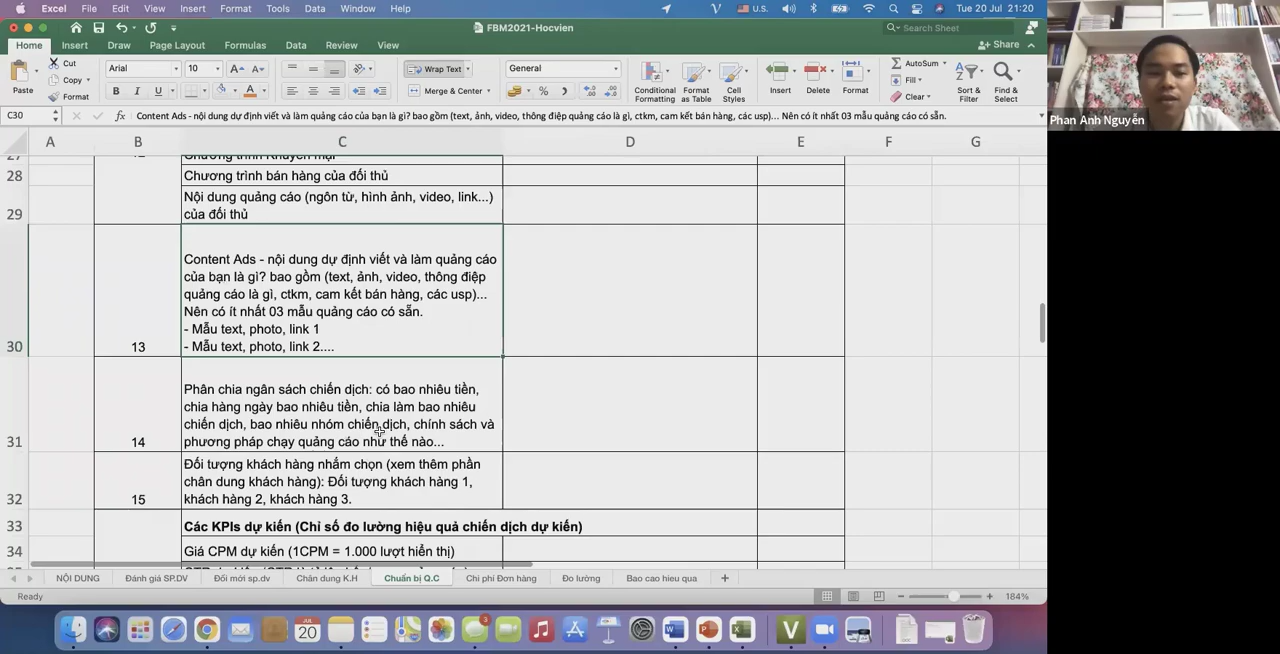 Excel File Edit View Insert Format Tools Data Window Help U.S. Tue 20 Jul 21:20
FBM2021-Hocvien
Search Sheet
Home Insert Draw Page Layout Formulas Data Review View
Share
Paste
Cut
Copy
Format
Arial 10
A A
B I U A
Wrap Text
Merge & Center
General
%
Conditional Formatting
Format as Table
Cell Styles
Insert
Delete
Format
AutoSum
Fill
Clear
Sort & Filter
Find & Select
C30 fx Content Ads - nội dung dự định viết và làm quảng cáo của bạn là gì? bao gồm (text, ảnh, video, thông điệp quảng cáo là gì, ctkm, cam kết bán hàng, các usp)... Nên có ít nhất 03 mẫu quảng cáo có sẵn.
A B C D E F G
28 Chương trình bán hàng của đối thủ
29 Nội dung quảng cáo (ngôn từ, hình ảnh, video, link...)
của đối thủ
Content Ads - nội dung dự định viết và làm quảng cáo
của bạn là gì? bao gồm (text, ảnh, video, thông điệp
quảng cáo là gì, ctkm, cam kết bán hàng, các usp)...
Nên có ít nhất 03 mẫu quảng cáo có sẵn.
- Mẫu text, photo, link 1
30 13 - Mẫu text, photo, link 2....
Phân chia ngân sách chiến dịch: có bao nhiêu tiền,
chia hàng ngày bao nhiêu tiền, chia làm bao nhiêu
chiến dịch, bao nhiêu nhóm chiến dịch, chính sách và
31 14 phương pháp chạy quảng cáo như thế nào...
Đối tượng khách hàng nhắm chọn (xem thêm phần
chân dung khách hàng): Đối tượng khách hàng 1,
32 15 khách hàng 2, khách hàng 3.
33 Các KPIs dự kiến (Chỉ số đo lường hiệu quả chiến dịch dự kiến)
34 Giá CPM dự kiến (1CPM = 1.000 lượt hiển thị)
NỘI DUNG Đánh giá SP.DV Đổi mới sp.dv Chân dung K.H Chuẩn bị Q.C Chi phí Đơn hàng Đo lường Bao cao hieu qua
Ready 184%
JUL
20
3
Phan Anh Nguyễn